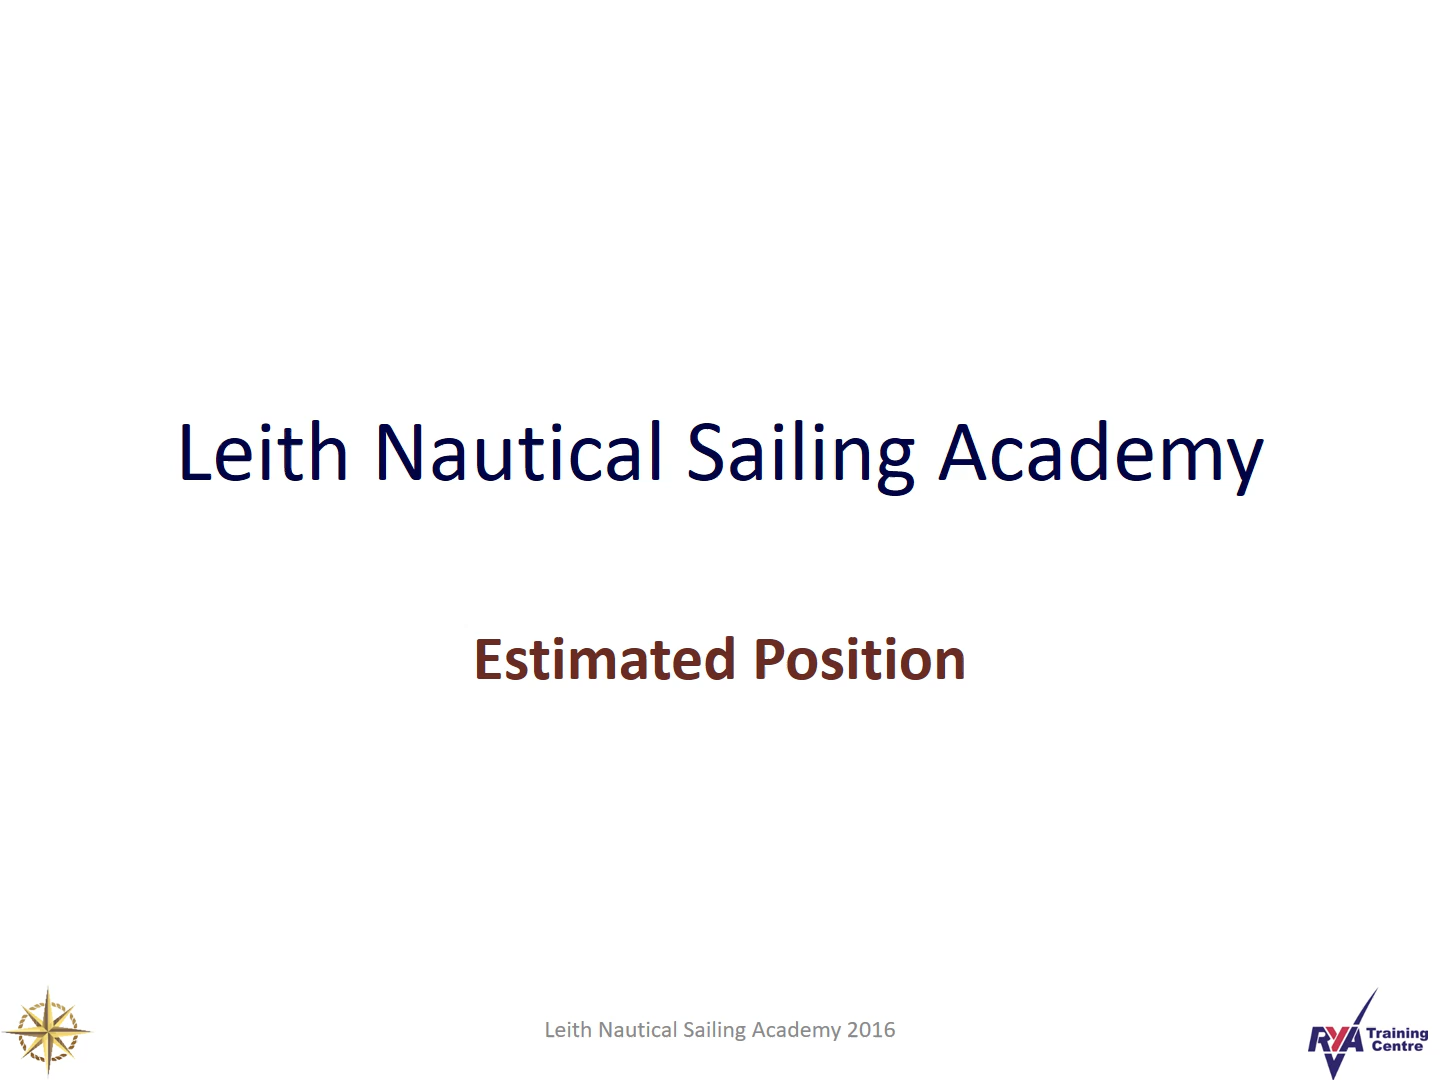 Leith Nautical Sailing Academy
Estimated Position
Leith Nautical Sailing Academy 2016
RYA Training
Centre